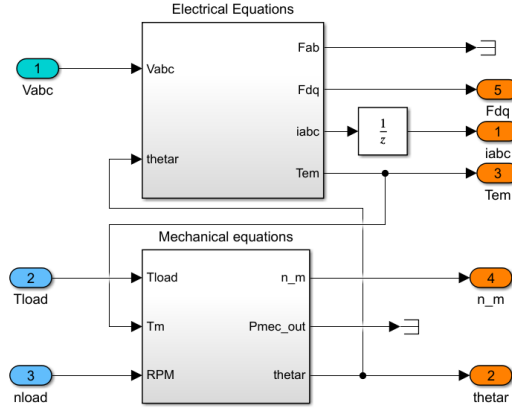 Electrical Equations
Fab
1
Vabc
Vabc
Fdq
5
Fdq
iabc
1/z
1
iabc
thetar
Tem
3
Tem
Mechanical equations
2
Tload
Tload
n_m
4
n_m
Tm
Pmec_out
3
nload
RPM
thetar
2
thetar